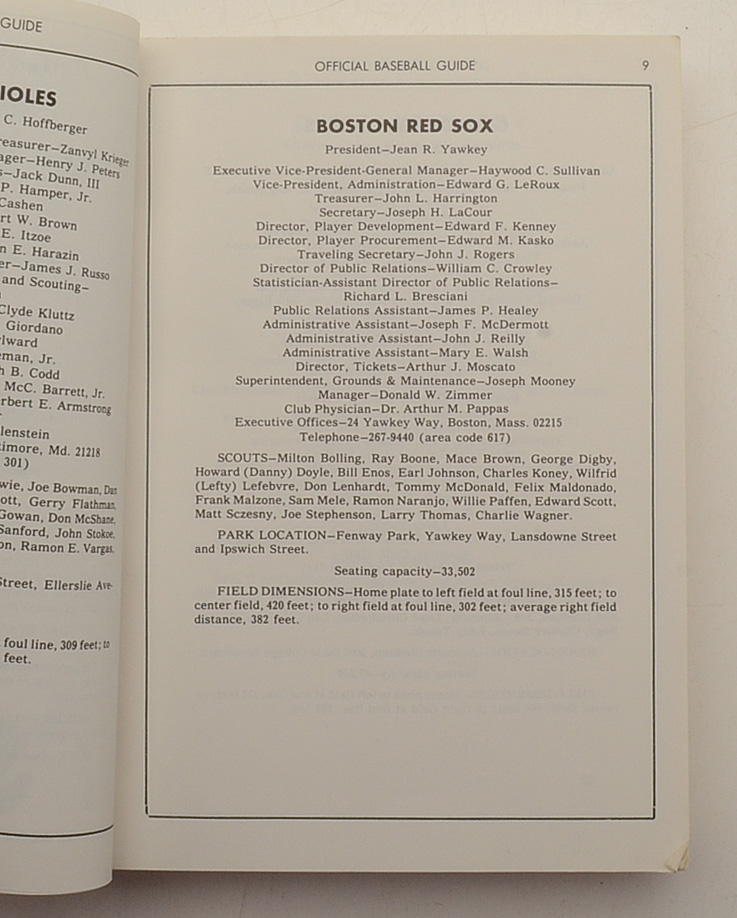 GUIDE
IOLES
C. Hoffberger
easurer—Zanvyl Krieger
ager—Henry J. Peters
s—Jack Dunn, III
P. Hamper, Jr.
Cashen
rt W. Brown
E. Itzoe
n E. Harazin
er—James J. Russo
and Scouting—
Clyde Kluttz
Giordano
lward
eman, Jr.
h B. Codd
McC. Barrett, Jr.
rbert E. Armstrong
lenstein
timore, Md. 21218
301)
wie, Joe Bowman, Dan
ott, Gerry Flathman,
Gowan, Don McShane,
Sanford, John Stokoe,
on, Ramon E. Vargas.
Street, Ellerslie Ave-
foul line, 309 feet; to
feet.
OFFICIAL BASEBALL GUIDE 9
BOSTON RED SOX
President—Jean R. Yawkey
Executive Vice-President-General Manager—Haywood C. Sullivan
Vice-President, Administration—Edward G. LeRoux
Treasurer—John L. Harrington
Secretary—Joseph H. LaCour
Director, Player Development—Edward F. Kenney
Director, Player Procurement—Edward M. Kasko
Traveling Secretary—John J. Rogers
Director of Public Relations—William C. Crowley
Statistician-Assistant Director of Public Relations—
Richard L. Bresciani
Public Relations Assistant—James P. Healey
Administrative Assistant—Joseph F. McDermott
Administrative Assistant—John J. Reilly
Administrative Assistant—Mary E. Walsh
Director, Tickets—Arthur J. Moscato
Superintendent, Grounds & Maintenance—Joseph Mooney
Manager—Donald W. Zimmer
Club Physician—Dr. Arthur M. Pappas
Executive Offices—24 Yawkey Way, Boston, Mass. 02215
Telephone—267-9440 (area code 617)
SCOUTS—Milton Bolling, Ray Boone, Mace Brown, George Digby,
Howard (Danny) Doyle, Bill Enos, Earl Johnson, Charles Koney, Wilfrid
(Lefty) Lefebvre, Don Lenhardt, Tommy McDonald, Felix Maldonado,
Frank Malzone, Sam Mele, Ramon Naranjo, Willie Paffen, Edward Scott,
Matt Sczesny, Joe Stephenson, Larry Thomas, Charlie Wagner.
PARK LOCATION—Fenway Park, Yawkey Way, Lansdowne Street
and Ipswich Street.
Seating capacity—33,502
FIELD DIMENSIONS—Home plate to left field at foul line, 315 feet; to
center field, 420 feet; to right field at foul line, 302 feet; average right field
distance, 382 feet.